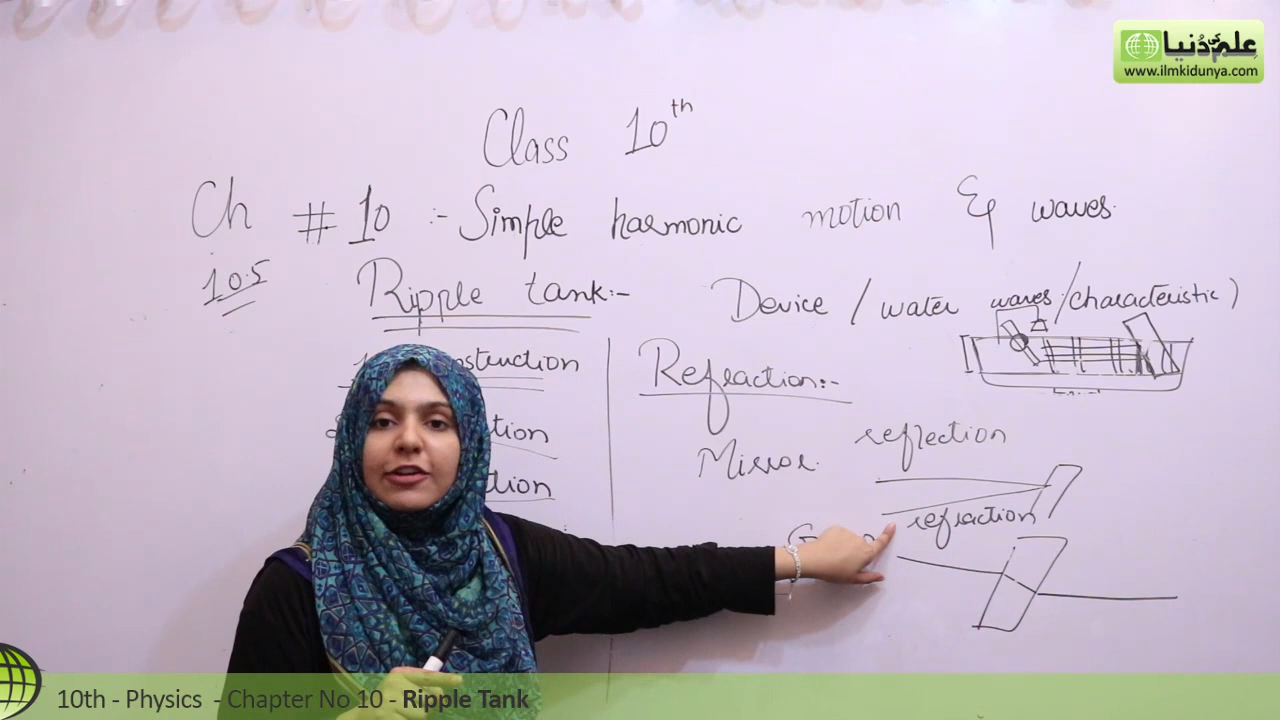 علم کی دُنیا
www.ilmkidunya.com
Class 10th
Ch # 10 :- Simple harmonic motion & waves.
10.5 Ripple tank:- Device / water waves / characteristic )
Refraction:-
reflection
Mirror.
refraction
10th - Physics - Chapter No 10 - Ripple Tank